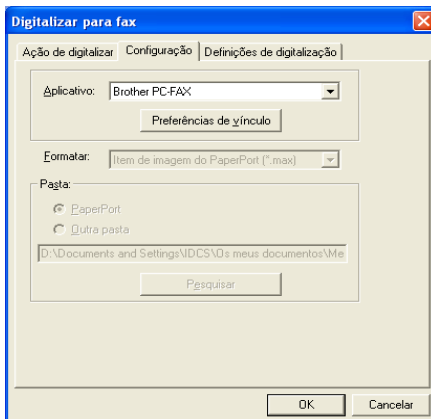 Digitalizar para fax
Ação de digitalizar Configuração Definições de digitalização
Aplicativo: Brother PC-FAX
Preferências de vínculo
Formatar: Item de imagem do PaperPort (*.max)
Pasta:
PaperPort
Outra pasta
D:\Documents and Settings\IDCS\Os meus documentos\Me
Pesquisar
OK Cancelar